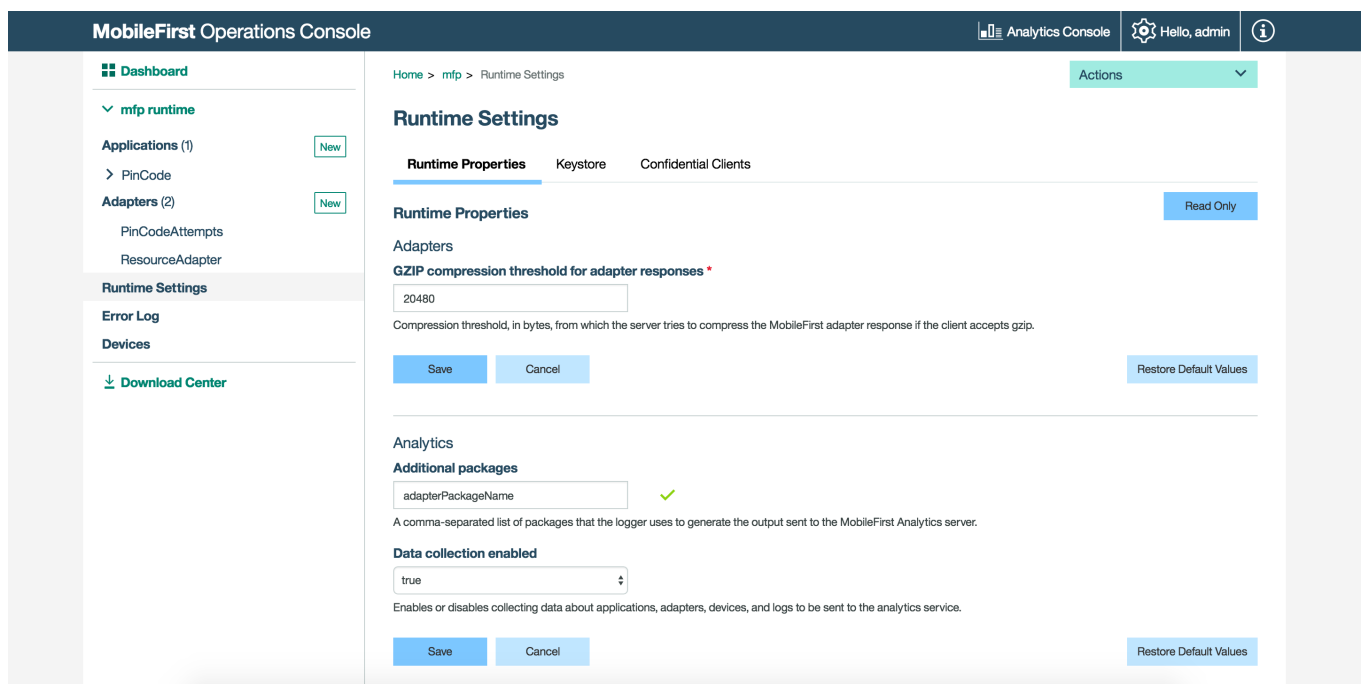 MobileFirst Operations Console
Analytics Console
Hello, admin
Dashboard
mfp runtime
Applications (1)
New
PinCode
Adapters (2)
New
PinCodeAttempts
ResourceAdapter
Runtime Settings
Error Log
Devices
Download Center
Home > mfp > Runtime Settings
Actions
Runtime Settings
Runtime Properties Keystore Confidential Clients
Runtime Properties
Read Only
Adapters
GZIP compression threshold for adapter responses *
20480
Compression threshold, in bytes, from which the server tries to compress the MobileFirst adapter response if the client accepts gzip.
Save Cancel Restore Default Values
Analytics
Additional packages
adapterPackageName
A comma-separated list of packages that the logger uses to generate the output sent to the MobileFirst Analytics server.
Data collection enabled
true
Enables or disables collecting data about applications, adapters, devices, and logs to be sent to the analytics service.
Save Cancel Restore Default Values